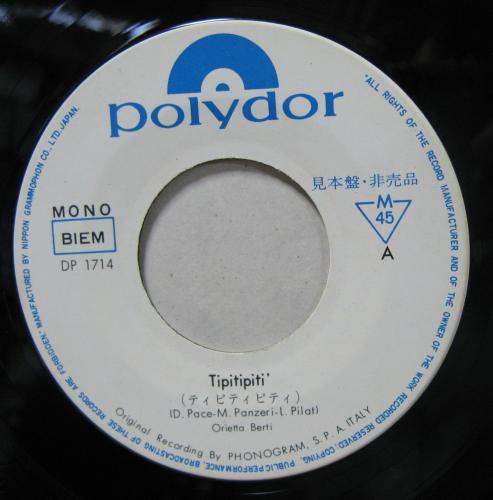 polydor
見本盤・非売品
MONO
BIEM
DP 1714
M
45
A
Tipitipiti'
(ティピティピティ)
(D. Pace-M. Panzeri-L. Pilat)
Orietta Berti
Original Recording By PHONOGRAM, S. P. A. ITALY
"ALL RIGHTS OF THE RECORD MANUFACTURER AND OF THE OWNER OF THE WORK RECORDED RESERVED: COPYING, PUBLIC PERFORMANCE, BROADCASTING OF THESE RECORDS ARE FORBIDDEN" MANUFACTURED BY NIPPON GRAMMOPHON CO., LTD. JAPAN.